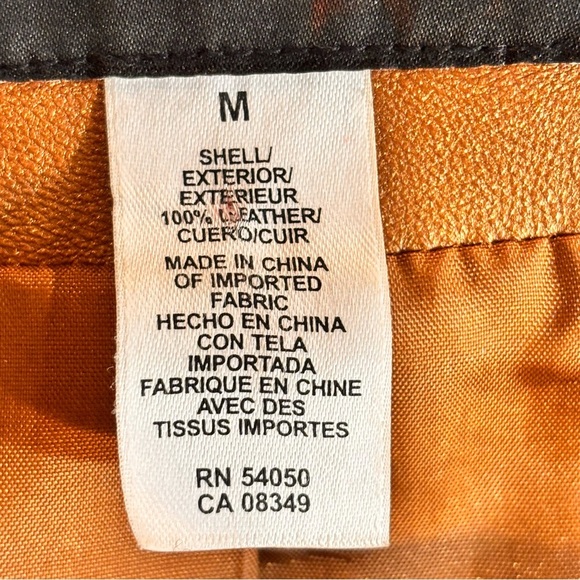 M
SHELL/
EXTERIOR/
EXTERIEUR
100% LEATHER/
CUERO/CUIR
MADE IN CHINA
OF IMPORTED
FABRIC
HECHO EN CHINA
CON TELA
IMPORTADA
FABRIQUE EN CHINE
AVEC DES
TISSUS IMPORTES
RN 54050
CA 08349